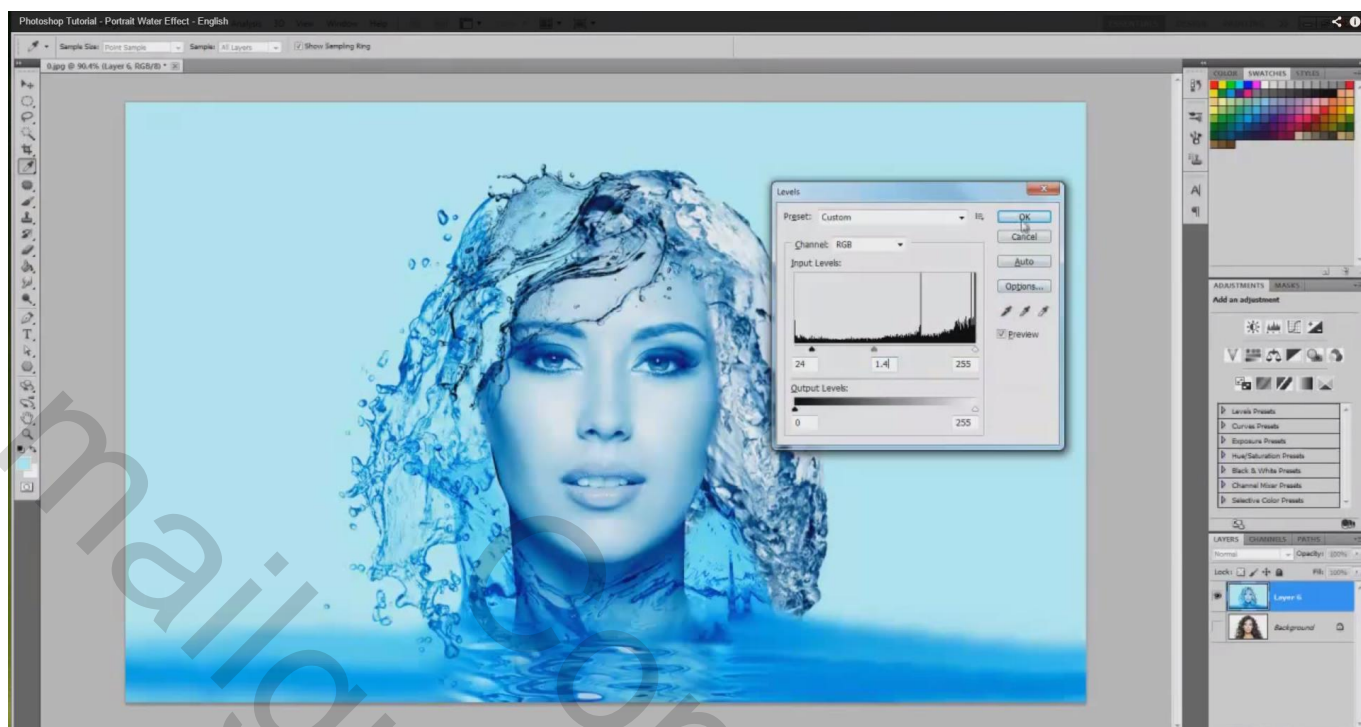 Photoshop Tutorial - Portrait Water Effect - English
View Window Help
Sample Size: Point Sample Sample: All Layers Show Sampling Ring
0.jpg @ 90.4% (Layer 6, RGB/8) *
COLOR SWATCHES STYLES
Levels
Preset: Custom
OK
Cancel
Channel: RGB
Auto
Input Levels:
Options...
Preview
24 1.4 255
Output Levels:
0 255
ADJUSTMENTS MASKS
Add an adjustment
Levels Presets
Curves Presets
Exposure Presets
Hue/Saturation Presets
Black & White Presets
Channel Mixer Presets
Selective Color Presets
LAYERS CHANNELS PATHS
Normal Opacity: 100%
Lock: Fill: 100%
Layer 6
Background